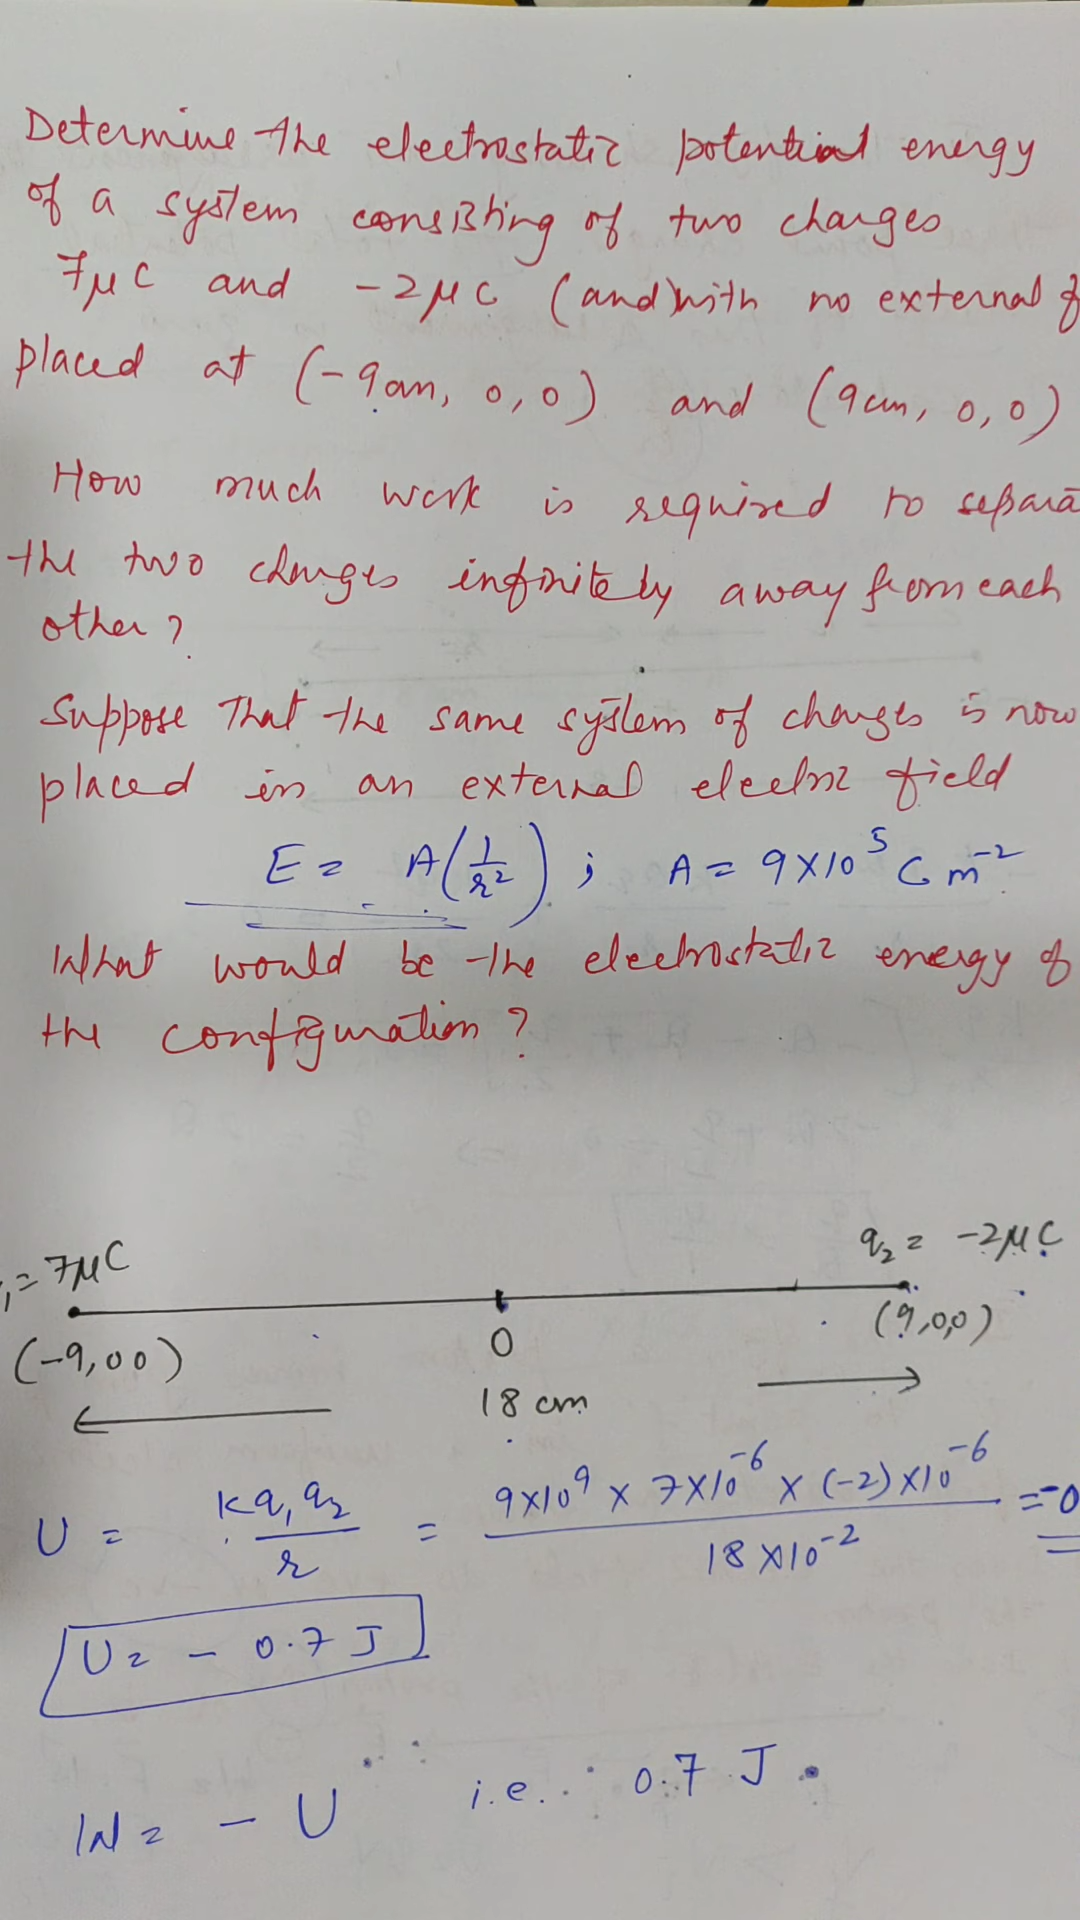 Determine the electrostatic potential energy
of a system consisting of two charges
7μC and -2μC (and) with no external f
placed at (-9cm, 0,0) and (9cm, 0,0)
How much work is required to separa
the two charges infinitely away from each
other?
Suppose that the same system of charges is now
placed in an external electric field
E = A(1/r²) ; A = 9×10⁵ C m⁻²
What would be the electrostatic energy of
the configuration?
₁ = 7μC q₂ = -2μC
(-9,00) 0 (9,0,0)
18 cm
U = kq₁q₂/r = 9×10⁹ × 7×10⁻⁶ × (-2)×10⁻⁶ / 18×10⁻² = -0
U = - 0.7 J
W = - U i.e. 0.7 J.